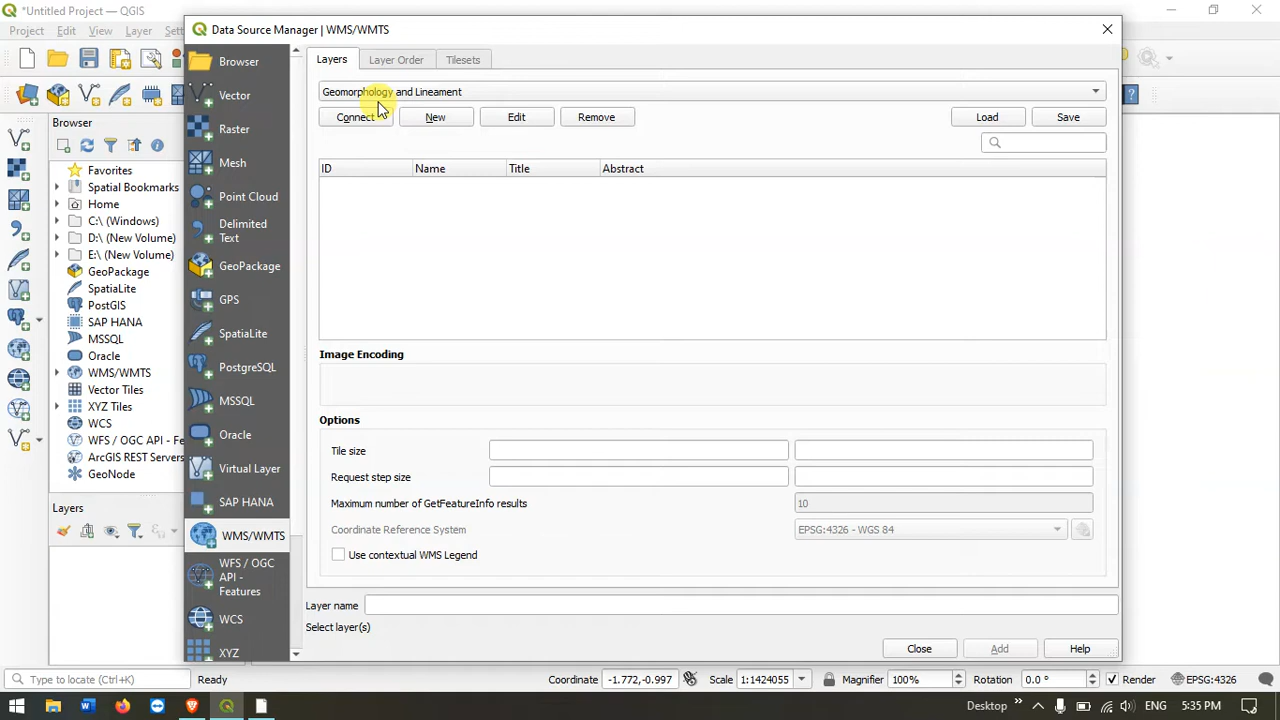 *Untitled Project — QGIS
Project Edit View Layer
Data Source Manager | WMS/WMTS
Browser
Vector
Raster
Mesh
Point Cloud
Delimited
Text
GeoPackage
GPS
SpatiaLite
PostgreSQL
MSSQL
Oracle
Virtual Layer
SAP HANA
WMS/WMTS
WFS / OGC
API -
Features
WCS
XYZ
Layers Layer Order Tilesets
Geomorphology and Lineament
Connect New Edit Remove Load Save
ID Name Title Abstract
Image Encoding
Options
Tile size
Request step size
Maximum number of GetFeatureInfo results 10
Coordinate Reference System EPSG:4326 - WGS 84
Use contextual WMS Legend
Layer name
Select layer(s)
Close Add Help
Browser
Favorites
Spatial Bookmarks
Home
C:\ (Windows)
D:\ (New Volume)
E:\ (New Volume)
GeoPackage
SpatiaLite
PostGIS
SAP HANA
MSSQL
Oracle
WMS/WMTS
Vector Tiles
XYZ Tiles
WCS
WFS / OGC API - Fe
ArcGIS REST Servers
GeoNode
Layers
Type to locate (Ctrl+K) Ready Coordinate -1.772,-0.997 Scale 1:1424055 Magnifier 100% Rotation 0.0 ° Render EPSG:4326
Desktop ENG 5:35 PM